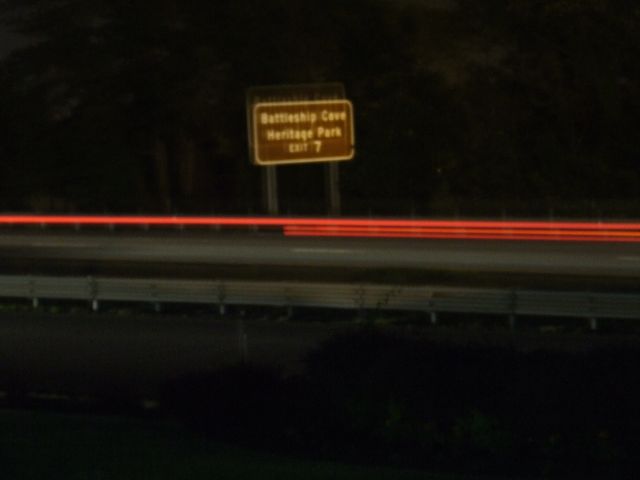 Battleship Cove
Heritage Park
EXIT 7